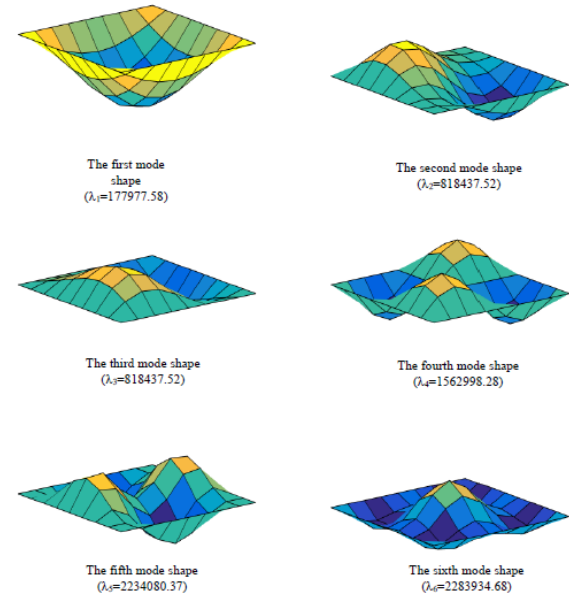 The first mode
shape
(λ₁=177977.58)
The second mode shape
(λ₂=818437.52)
The third mode shape
(λ₃=818437.52)
The fourth mode shape
(λ₄=1562998.28)
The fifth mode shape
(λ₅=2234080.37)
The sixth mode shape
(λ₆=2283934.68)